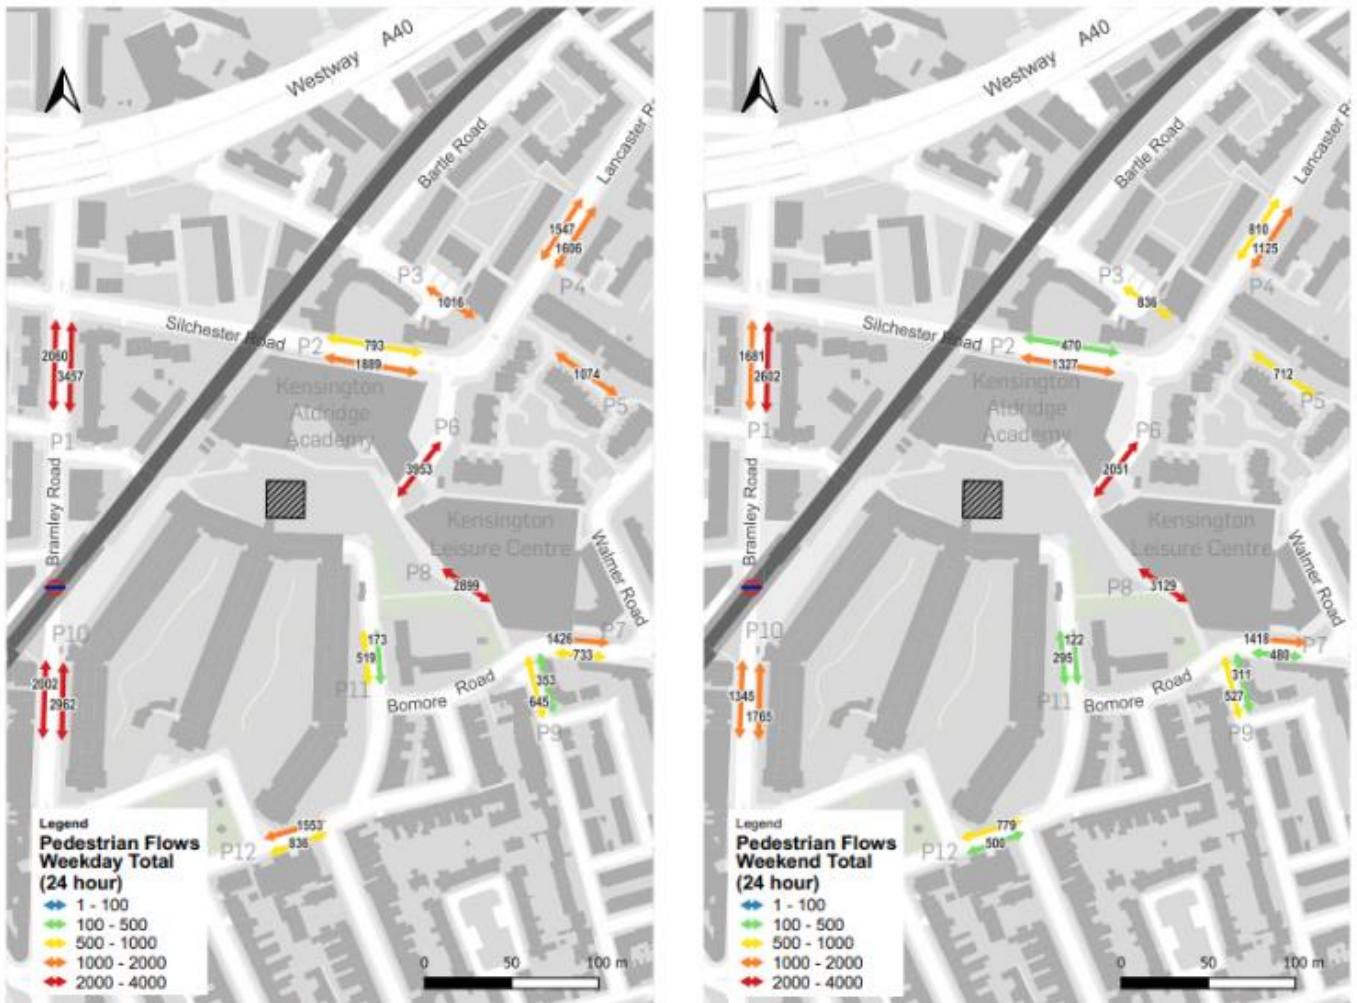 Westway A40
Bartle Road
Lancaster R
1547
1606
P3
1016
P4
Silchester Road
P2
793
1889
2060
3457
1074
P5
Kensington
Aldridge
Academy
P1
P6
3953
Bramley Road
Kensington
Leisure Centre
Walmer Road
P8
2899
P10
173
519
1426
P7
733
2002
2962
353
645
P11
Bomore Road
P9
1553
836
P12
Legend
Pedestrian Flows
Weekday Total
(24 hour)
1 - 100
100 - 500
500 - 1000
1000 - 2000
2000 - 4000
0 50 100 m
Westway A40
Bartle Road
Lancaster R
810
1125
P3
836
P4
Silchester Road
P2
470
1327
1681
2602
712
P5
Kensington
Aldridge
Academy
P1
P6
2051
Bramley Road
Kensington
Leisure Centre
Walmer Road
P8
3129
P10
122
295
1418
P7
480
1345
1765
311
527
P11
Bomore Road
P9
779
500
P12
Legend
Pedestrian Flows
Weekend Total
(24 hour)
1 - 100
100 - 500
500 - 1000
1000 - 2000
2000 - 4000
0 50 100 m